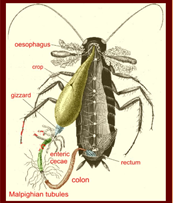 oesophagus
crop
gizzard
enteric
cecae
rectum
colon
Malpighian tubules